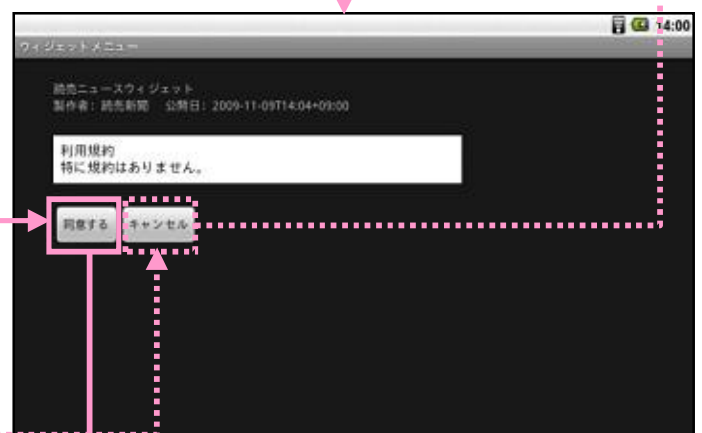 14:00
ウィジェットメニュー
読売ニュースウィジェット
製作者: 読売新聞 公開日: 2009-11-09T14:04+09:00
利用規約
特に規約はありません。
同意する キャンセル